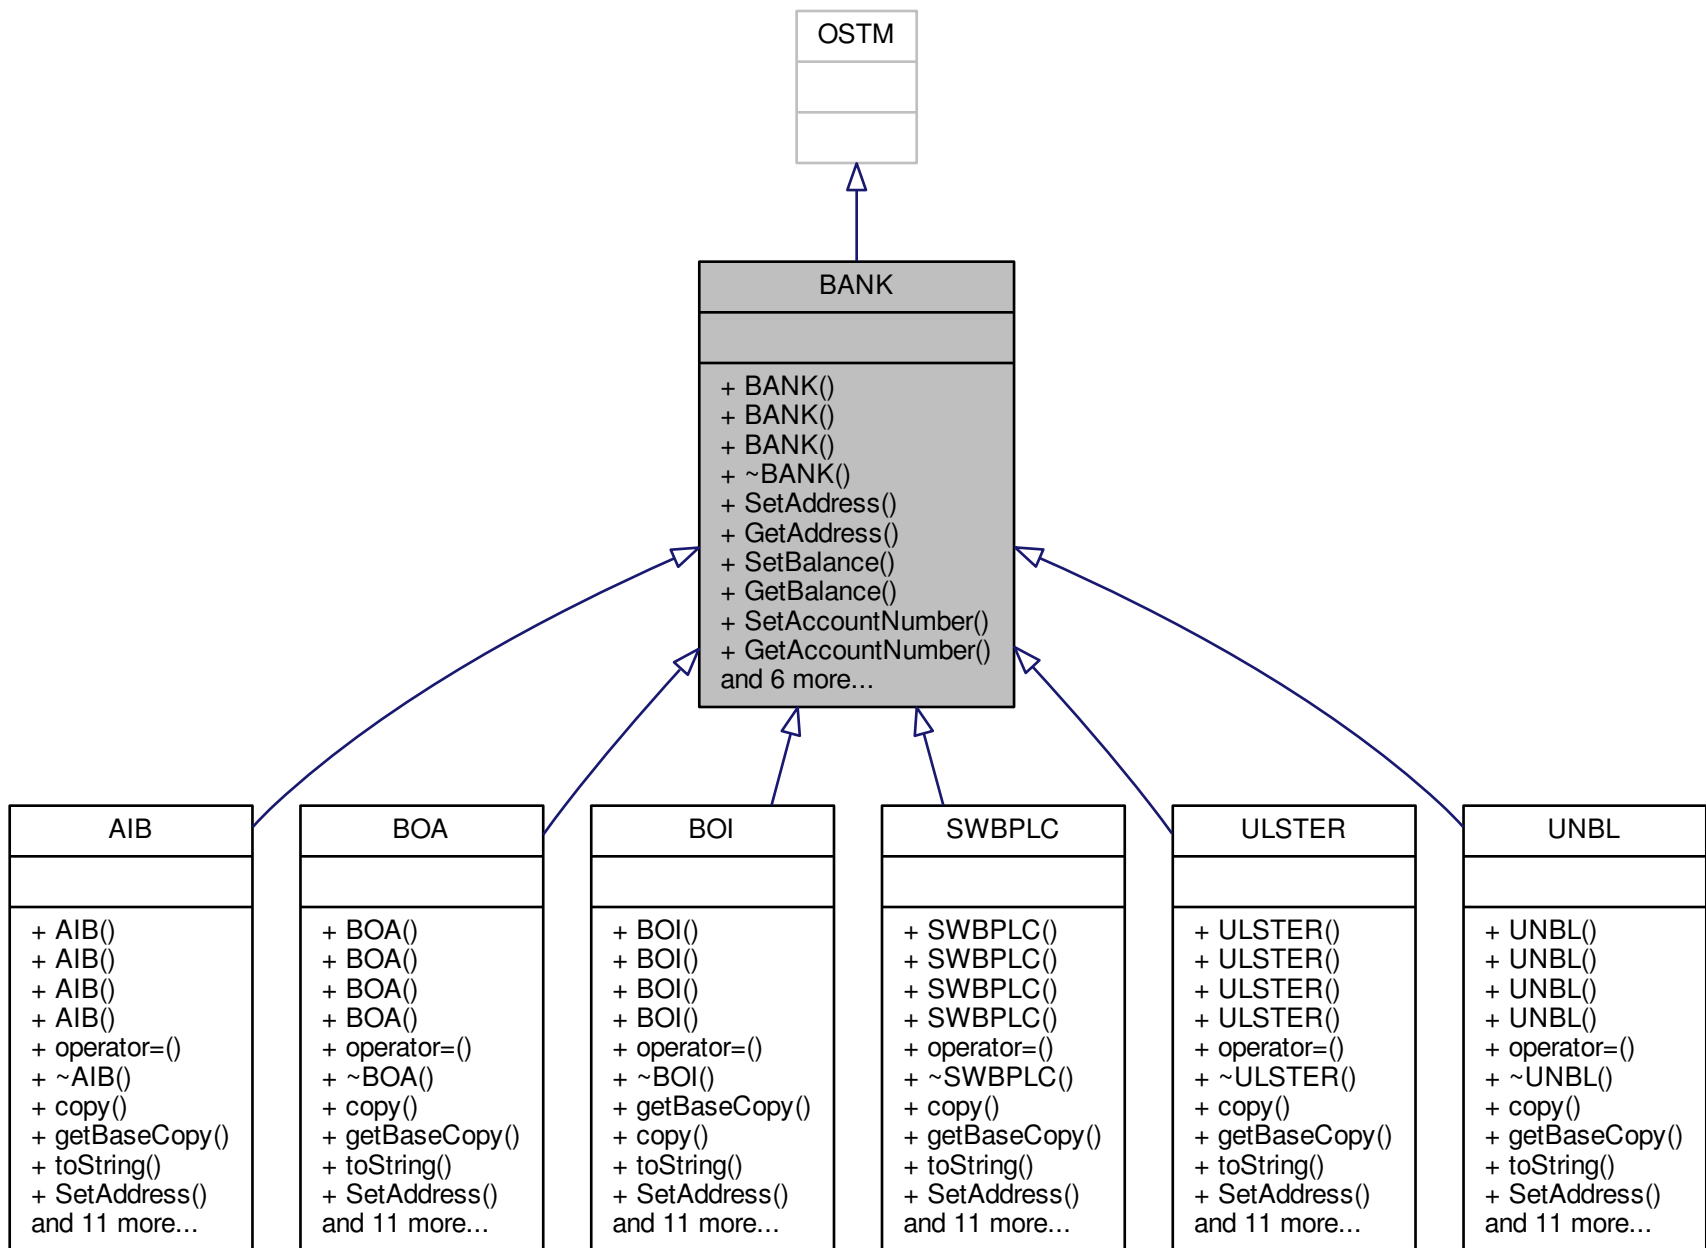 OSTM
BANK
+ BANK()
+ BANK()
+ BANK()
+ ~BANK()
+ SetAddress()
+ GetAddress()
+ SetBalance()
+ GetBalance()
+ SetAccountNumber()
+ GetAccountNumber()
and 6 more...
AIB
+ AIB()
+ AIB()
+ AIB()
+ AIB()
+ operator=()
+ ~AIB()
+ copy()
+ getBaseCopy()
+ toString()
+ SetAddress()
and 11 more...
BOA
+ BOA()
+ BOA()
+ BOA()
+ BOA()
+ operator=()
+ ~BOA()
+ copy()
+ getBaseCopy()
+ toString()
+ SetAddress()
and 11 more...
BOI
+ BOI()
+ BOI()
+ BOI()
+ BOI()
+ operator=()
+ ~BOI()
+ getBaseCopy()
+ copy()
+ toString()
+ SetAddress()
and 11 more...
SWBPLC
+ SWBPLC()
+ SWBPLC()
+ SWBPLC()
+ SWBPLC()
+ operator=()
+ ~SWBPLC()
+ copy()
+ getBaseCopy()
+ toString()
+ SetAddress()
and 11 more...
ULSTER
+ ULSTER()
+ ULSTER()
+ ULSTER()
+ ULSTER()
+ operator=()
+ ~ULSTER()
+ copy()
+ getBaseCopy()
+ toString()
+ SetAddress()
and 11 more...
UNBL
+ UNBL()
+ UNBL()
+ UNBL()
+ UNBL()
+ operator=()
+ ~UNBL()
+ copy()
+ getBaseCopy()
+ toString()
+ SetAddress()
and 11 more...